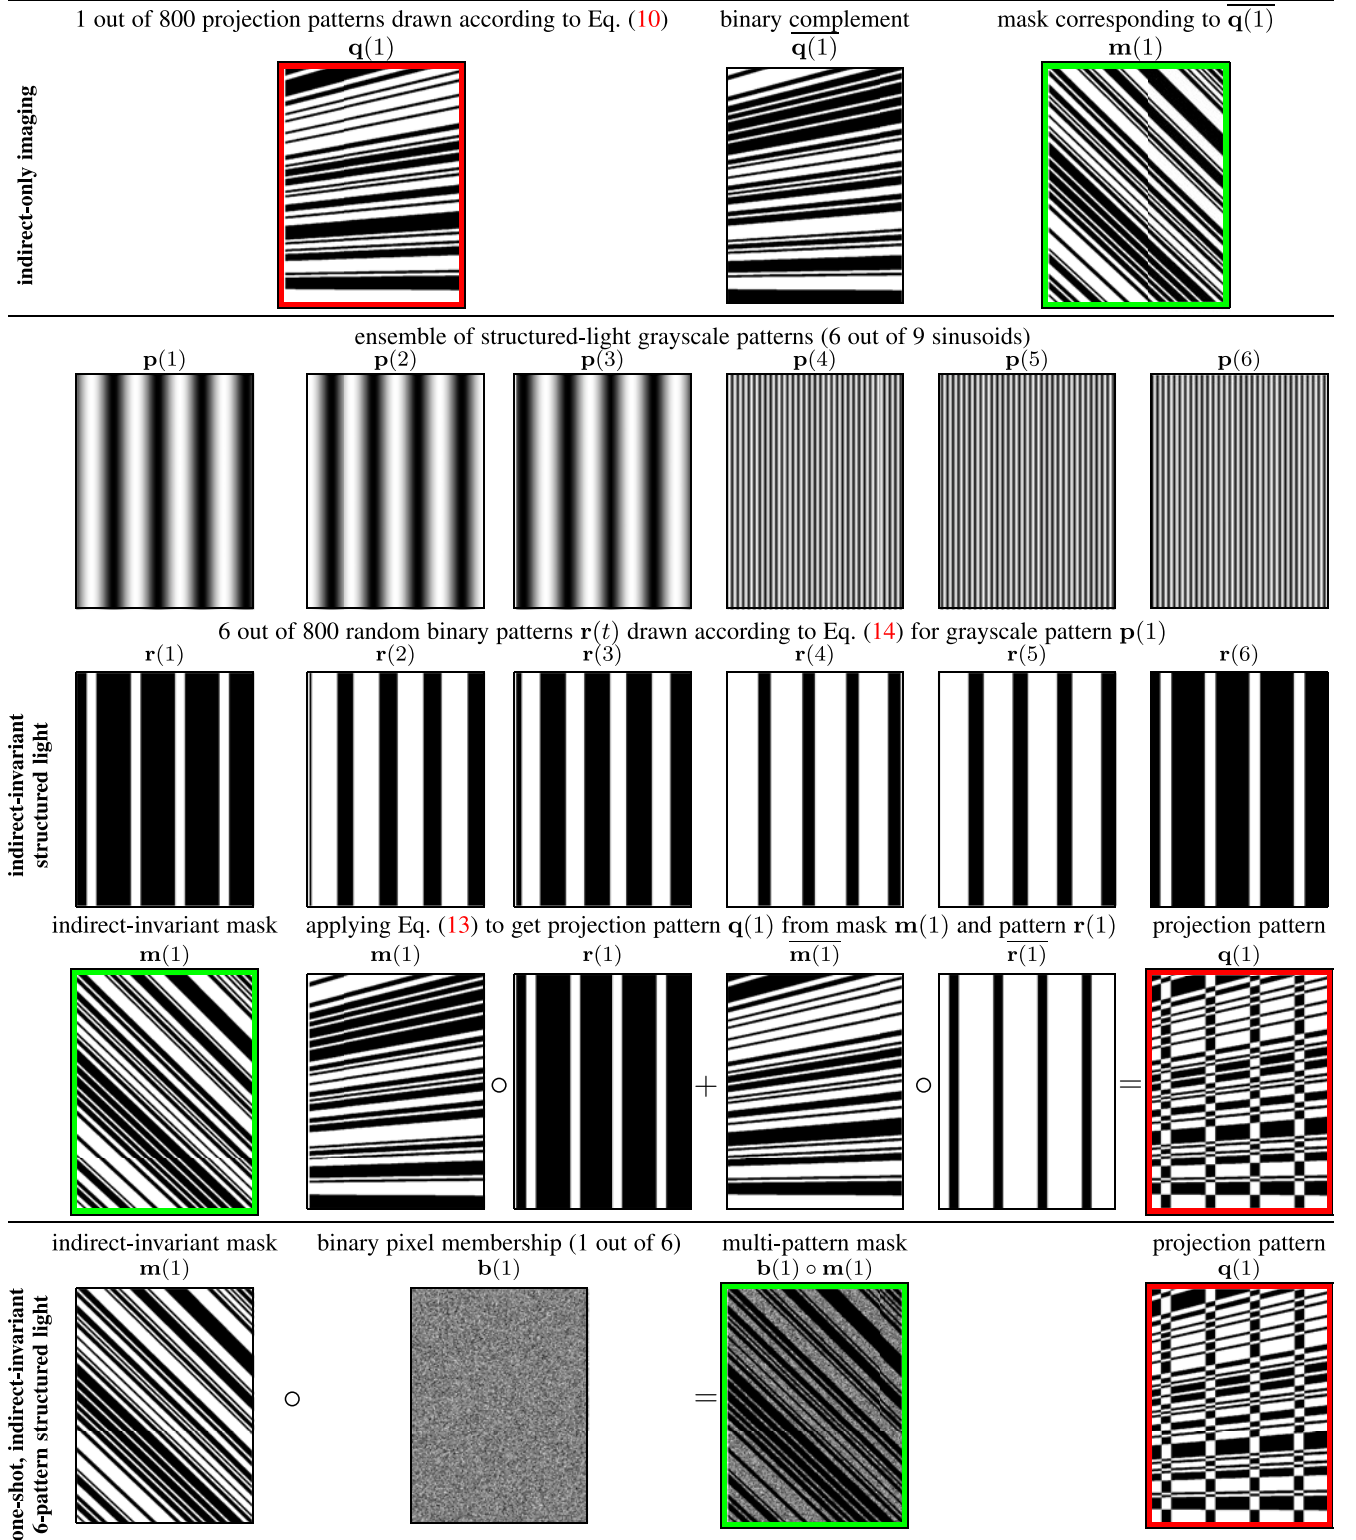 1 out of 800 projection patterns drawn according to Eq. (10) binary complement mask corresponding to \overline{q(1)}
q(1) \overline{q(1)} m(1)
indirect-only imaging
ensemble of structured-light grayscale patterns (6 out of 9 sinusoids)
p(1) p(2) p(3) p(4) p(5) p(6)
6 out of 800 random binary patterns r(t) drawn according to Eq. (14) for grayscale pattern p(1)
r(1) r(2) r(3) r(4) r(5) r(6)
indirect-invariant
structured light
indirect-invariant mask applying Eq. (13) to get projection pattern q(1) from mask m(1) and pattern r(1) projection pattern
m(1) m(1) r(1) \overline{m(1)} \overline{r(1)} q(1)
∘ + ∘ =
indirect-invariant mask binary pixel membership (1 out of 6) multi-pattern mask projection pattern
m(1) b(1) b(1) ∘ m(1) q(1)
one-shot, indirect-invariant
6-pattern structured light
∘ =